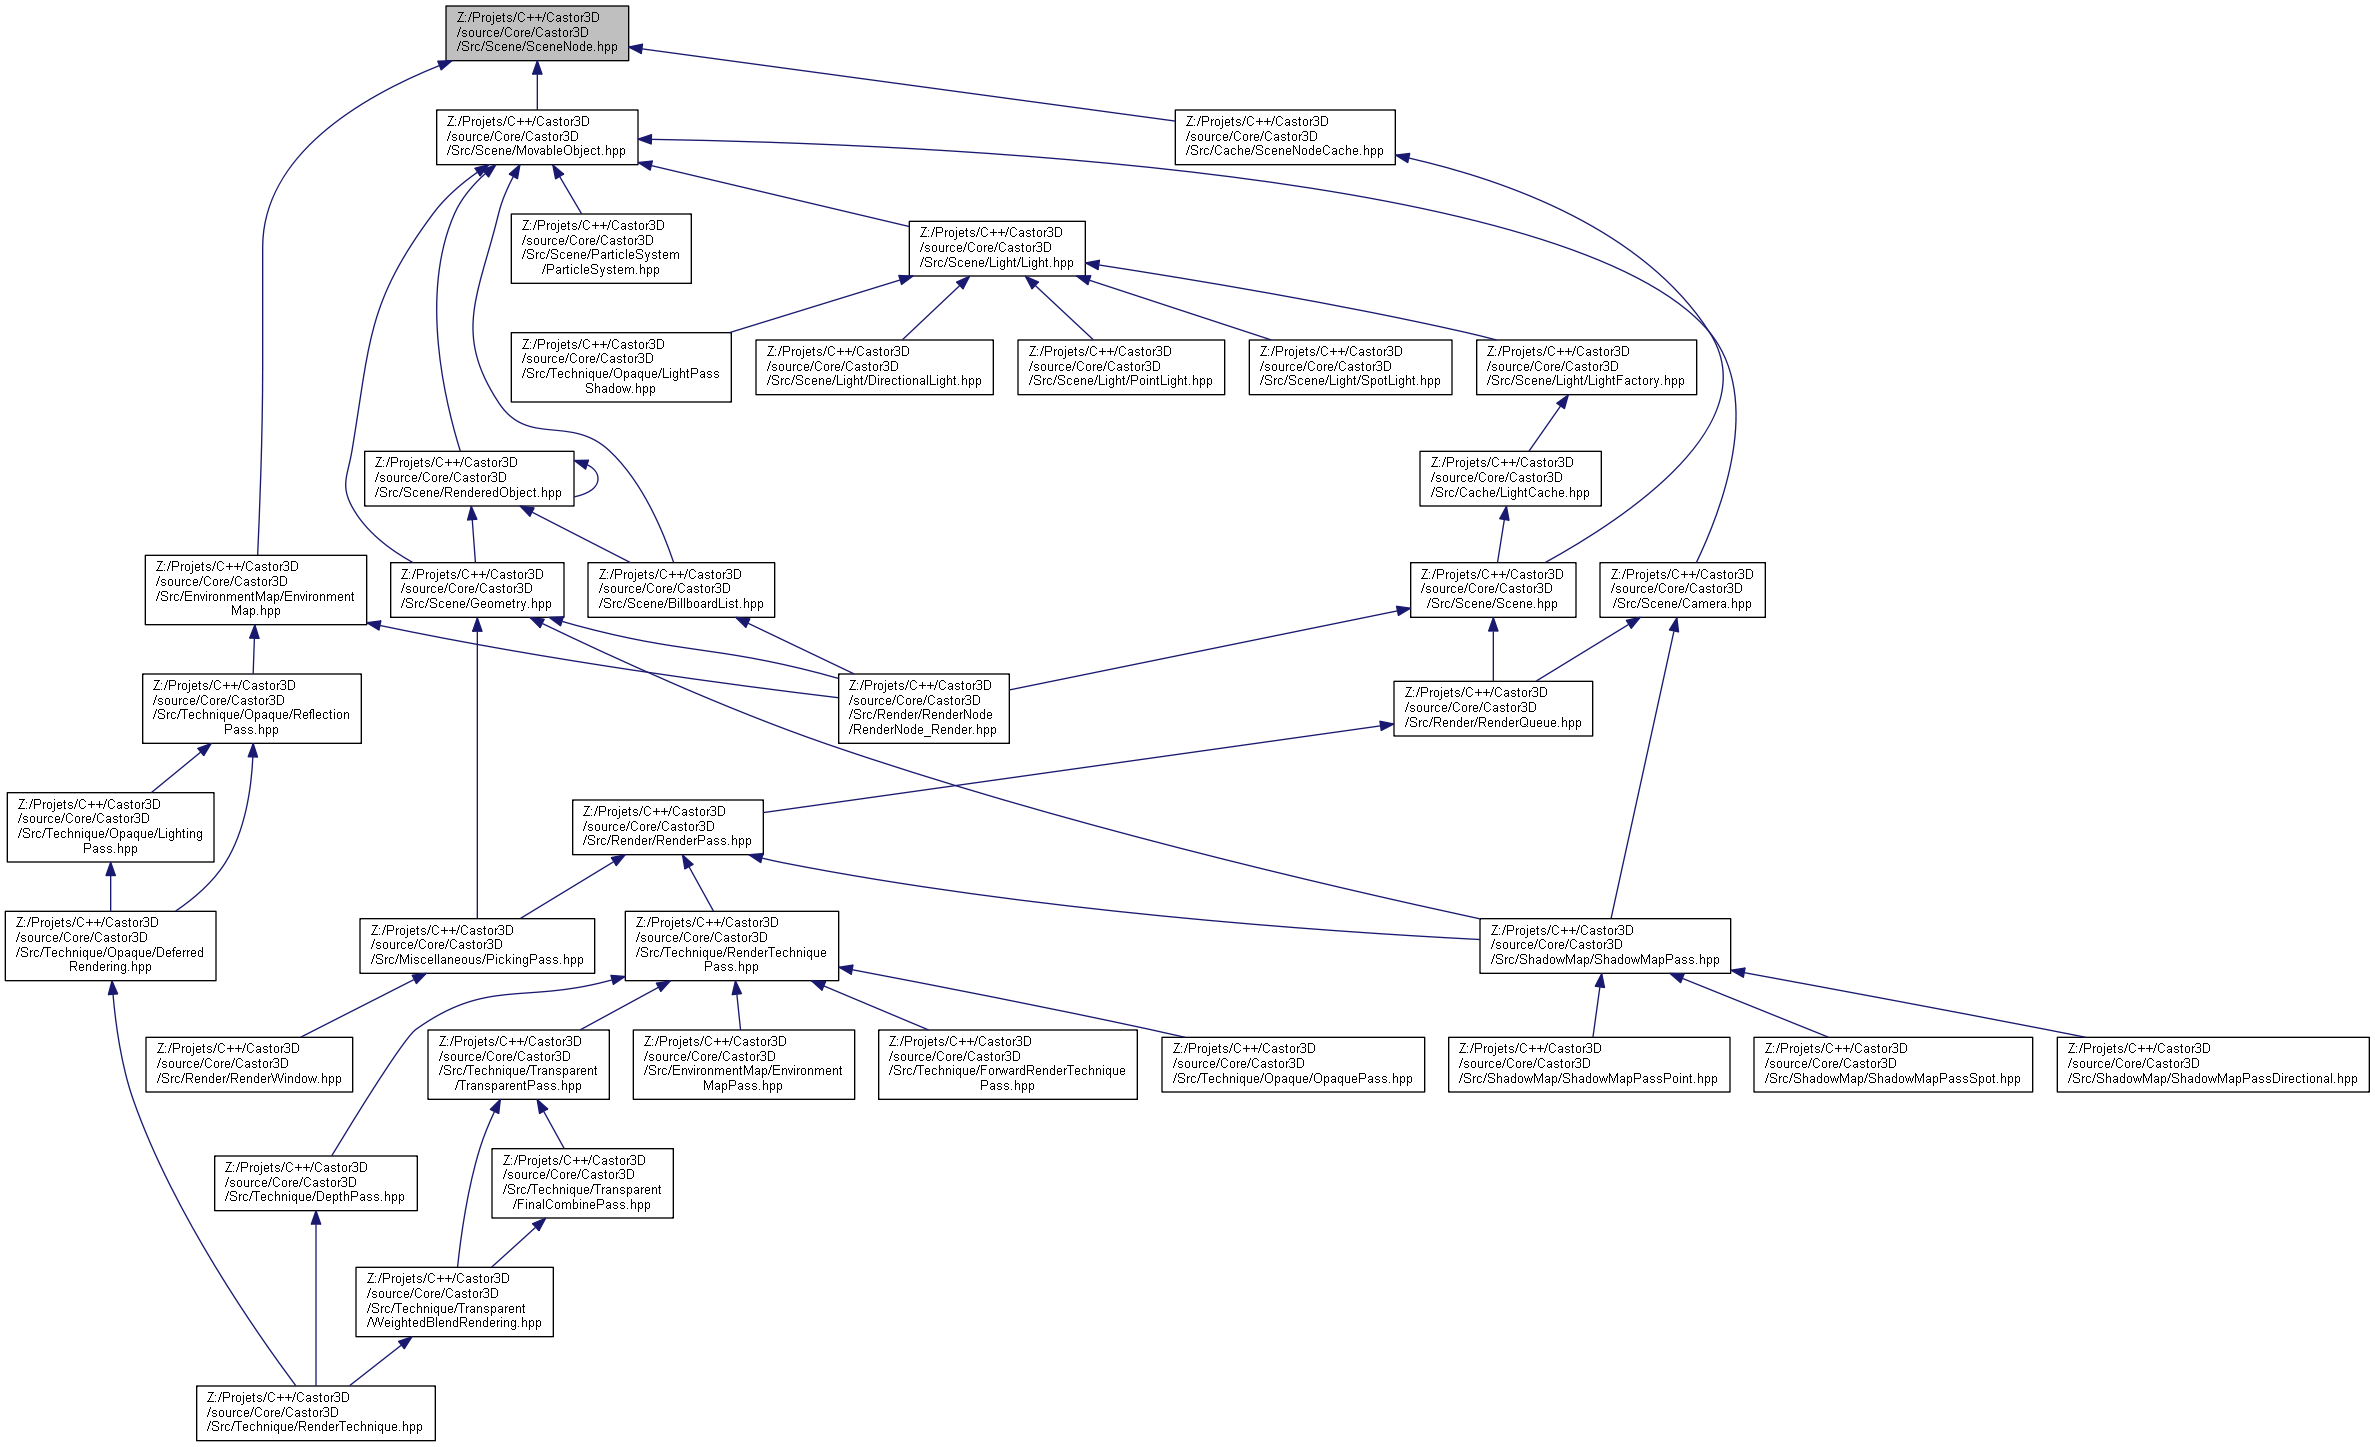 Z:/Projets/C++/Castor3D
/source/Core/Castor3D
/Src/Scene/SceneNode.hpp
Z:/Projets/C++/Castor3D
/source/Core/Castor3D
/Src/Scene/MovableObject.hpp
Z:/Projets/C++/Castor3D
/source/Core/Castor3D
/Src/Cache/SceneNodeCache.hpp
Z:/Projets/C++/Castor3D
/source/Core/Castor3D
/Src/Scene/ParticleSystem
/ParticleSystem.hpp
Z:/Projets/C++/Castor3D
/source/Core/Castor3D
/Src/Scene/Light/Light.hpp
Z:/Projets/C++/Castor3D
/source/Core/Castor3D
/Src/Technique/Opaque/LightPass
Shadow.hpp
Z:/Projets/C++/Castor3D
/source/Core/Castor3D
/Src/Scene/Light/DirectionalLight.hpp
Z:/Projets/C++/Castor3D
/source/Core/Castor3D
/Src/Scene/Light/PointLight.hpp
Z:/Projets/C++/Castor3D
/source/Core/Castor3D
/Src/Scene/Light/SpotLight.hpp
Z:/Projets/C++/Castor3D
/source/Core/Castor3D
/Src/Scene/Light/LightFactory.hpp
Z:/Projets/C++/Castor3D
/source/Core/Castor3D
/Src/Scene/RenderedObject.hpp
Z:/Projets/C++/Castor3D
/source/Core/Castor3D
/Src/Cache/LightCache.hpp
Z:/Projets/C++/Castor3D
/source/Core/Castor3D
/Src/EnvironmentMap/Environment
Map.hpp
Z:/Projets/C++/Castor3D
/source/Core/Castor3D
/Src/Scene/Geometry.hpp
Z:/Projets/C++/Castor3D
/source/Core/Castor3D
/Src/Scene/BillboardList.hpp
Z:/Projets/C++/Castor3D
/source/Core/Castor3D
/Src/Scene/Scene.hpp
Z:/Projets/C++/Castor3D
/source/Core/Castor3D
/Src/Scene/Camera.hpp
Z:/Projets/C++/Castor3D
/source/Core/Castor3D
/Src/Technique/Opaque/Reflection
Pass.hpp
Z:/Projets/C++/Castor3D
/source/Core/Castor3D
/Src/Render/RenderNode
/RenderNode_Render.hpp
Z:/Projets/C++/Castor3D
/source/Core/Castor3D
/Src/Render/RenderQueue.hpp
Z:/Projets/C++/Castor3D
/source/Core/Castor3D
/Src/Technique/Opaque/Lighting
Pass.hpp
Z:/Projets/C++/Castor3D
/source/Core/Castor3D
/Src/Render/RenderPass.hpp
Z:/Projets/C++/Castor3D
/source/Core/Castor3D
/Src/Technique/Opaque/Deferred
Rendering.hpp
Z:/Projets/C++/Castor3D
/source/Core/Castor3D
/Src/Miscellaneous/PickingPass.hpp
Z:/Projets/C++/Castor3D
/source/Core/Castor3D
/Src/Technique/RenderTechnique
Pass.hpp
Z:/Projets/C++/Castor3D
/source/Core/Castor3D
/Src/ShadowMap/ShadowMapPass.hpp
Z:/Projets/C++/Castor3D
/source/Core/Castor3D
/Src/Render/RenderWindow.hpp
Z:/Projets/C++/Castor3D
/source/Core/Castor3D
/Src/Technique/Transparent
/TransparentPass.hpp
Z:/Projets/C++/Castor3D
/source/Core/Castor3D
/Src/EnvironmentMap/Environment
MapPass.hpp
Z:/Projets/C++/Castor3D
/source/Core/Castor3D
/Src/Technique/ForwardRenderTechnique
Pass.hpp
Z:/Projets/C++/Castor3D
/source/Core/Castor3D
/Src/Technique/Opaque/OpaquePass.hpp
Z:/Projets/C++/Castor3D
/source/Core/Castor3D
/Src/ShadowMap/ShadowMapPassPoint.hpp
Z:/Projets/C++/Castor3D
/source/Core/Castor3D
/Src/ShadowMap/ShadowMapPassSpot.hpp
Z:/Projets/C++/Castor3D
/source/Core/Castor3D
/Src/ShadowMap/ShadowMapPassDirectional.hpp
Z:/Projets/C++/Castor3D
/source/Core/Castor3D
/Src/Technique/DepthPass.hpp
Z:/Projets/C++/Castor3D
/source/Core/Castor3D
/Src/Technique/Transparent
/FinalCombinePass.hpp
Z:/Projets/C++/Castor3D
/source/Core/Castor3D
/Src/Technique/Transparent
/WeightedBlendRendering.hpp
Z:/Projets/C++/Castor3D
/source/Core/Castor3D
/Src/Technique/RenderTechnique.hpp